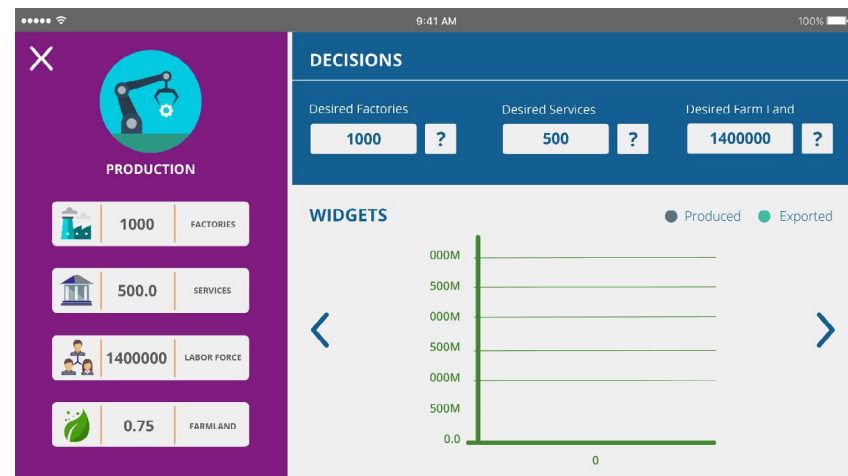 9:41 AM
100%
PRODUCTION
1000 FACTORIES
500.0 SERVICES
1400000 LABOR FORCE
0.75 FARMLAND
DECISIONS
Desired Factories
1000 ?
Desired Services
500 ?
Desired Farm Land
1400000 ?
WIDGETS
Produced
Exported
000M
500M
000M
500M
000M
500M
0.0
0